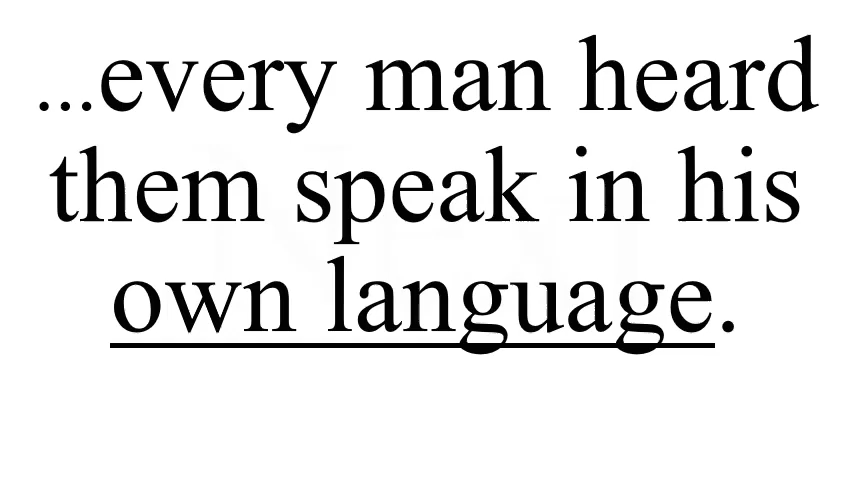 ...every man heard
them speak in his
own language.